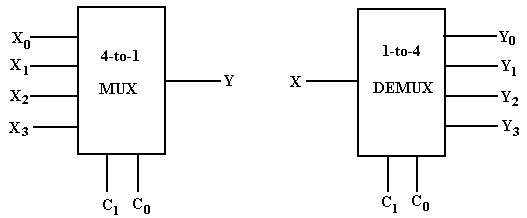 X0
X1
X2
X3
4-to-1
MUX
Y
C1 C0
X
1-to-4
DEMUX
Y0
Y1
Y2
Y3
C1 C0